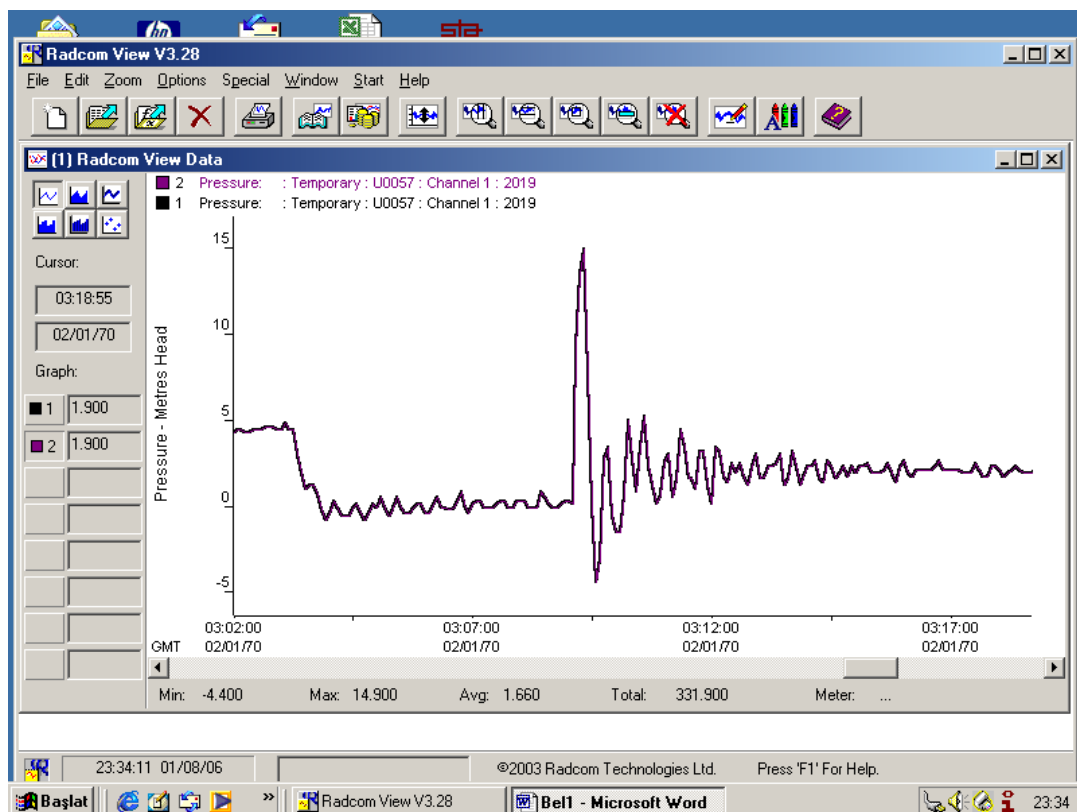 hp
sta
Radcom View V3.28
File Edit Zoom Options Special Window Start Help
(1) Radcom View Data
2 Pressure: : Temporary : U0057 : Channel 1 : 2019
1 Pressure: : Temporary : U0057 : Channel 1 : 2019
Cursor:
03:18:55
02/01/70
Graph:
1 1.900
2 1.900
Pressure - Metres Head
15
10
5
0
-5
03:02:00 03:07:00 03:12:00 03:17:00
GMT 02/01/70 02/01/70 02/01/70 02/01/70
Min: -4.400 Max: 14.900 Avg: 1.660 Total: 331.900 Meter: ...
23:34:11 01/08/06 ©2003 Radcom Technologies Ltd. Press 'F1' For Help.
Başlat » Radcom View V3.28 Bel1 - Microsoft Word 23:34